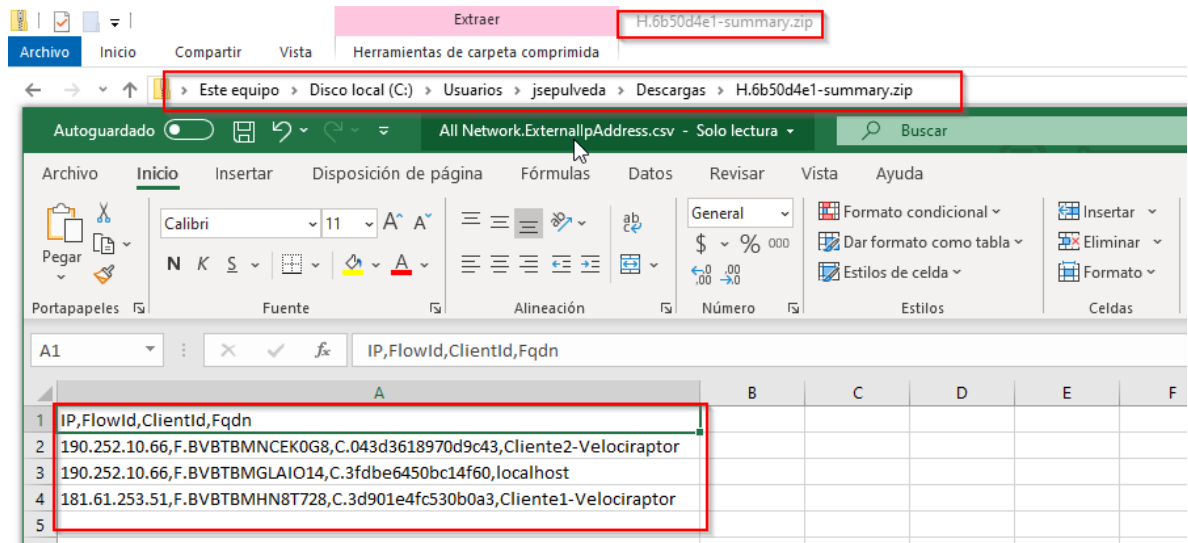 Extraer
H.6b50d4e1-summary.zip
Archivo Inicio Compartir Vista Herramientas de carpeta comprimida
Este equipo > Disco local (C:) > Usuarios > jsepulveda > Descargas > H.6b50d4e1-summary.zip
Autoguardado All Network.ExternalIpAddress.csv - Solo lectura Buscar
Archivo Inicio Insertar Disposición de página Fórmulas Datos Revisar Vista Ayuda
Pegar
Calibri 11 A^ A˅
N K S A
ab
c
General
$ % 000
,0 ,00
,00 ,0
Formato condicional
Dar formato como tabla
Estilos de celda
Insertar
Eliminar
Formato
Portapapeles Fuente Alineación Número Estilos Celdas
A1 fx IP,FlowId,ClientId,Fqdn
A B C D E F
1 IP,FlowId,ClientId,Fqdn
2 190.252.10.66,F.BVBTBMNCEK0G8,C.043d3618970d9c43,Cliente2-Velociraptor
3 190.252.10.66,F.BVBTBMGLAIO14,C.3fdbe6450bc14f60,localhost
4 181.61.253.51,F.BVBTBMHN8T728,C.3d901e4fc530b0a3,Cliente1-Velociraptor
5